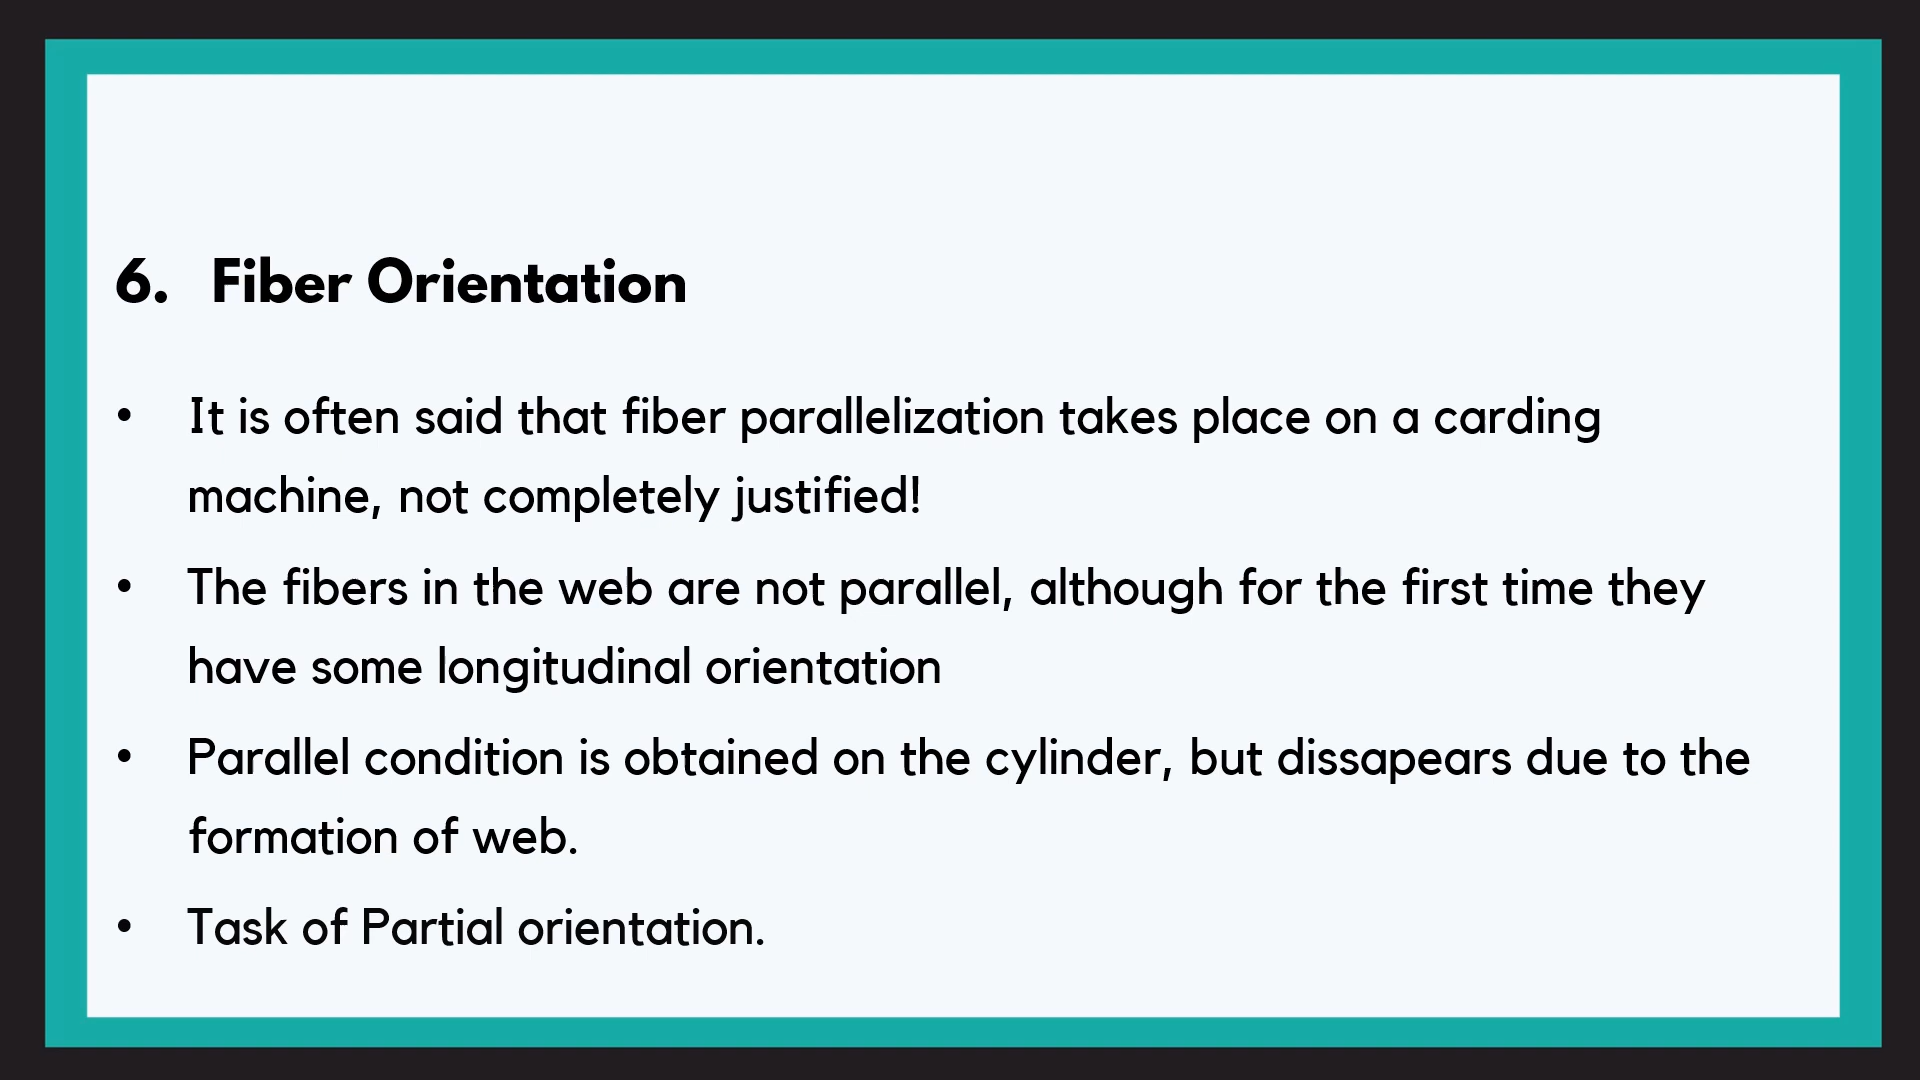 6. Fiber Orientation
• It is often said that fiber parallelization takes place on a carding
machine, not completely justified!
• The fibers in the web are not parallel, although for the first time they
have some longitudinal orientation
• Parallel condition is obtained on the cylinder, but dissapears due to the
formation of web.
• Task of Partial orientation.